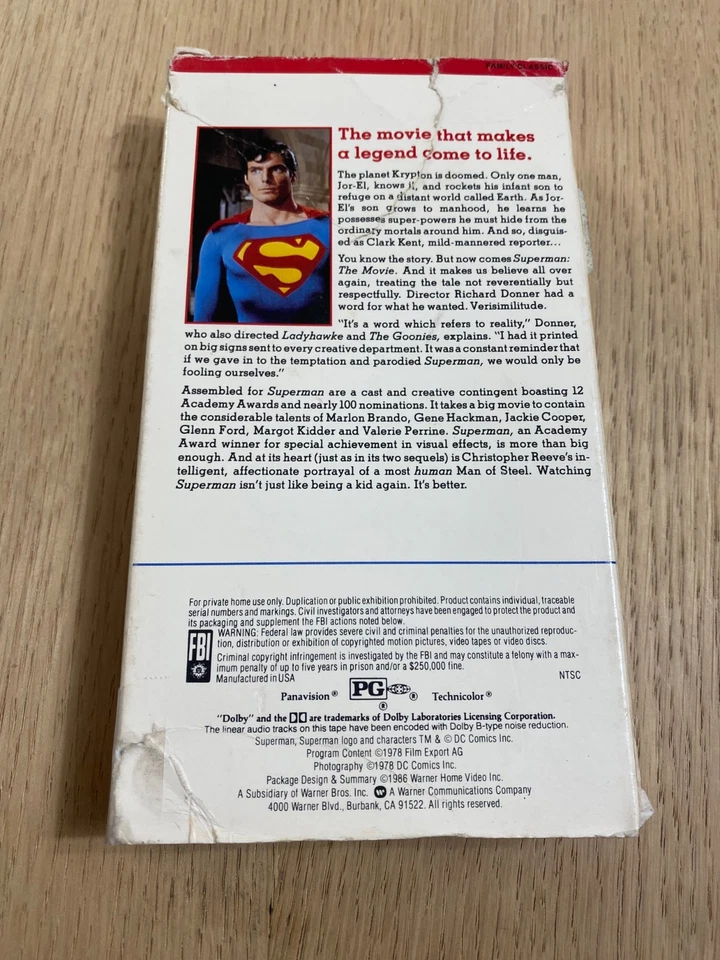 FAMILY CLASSICS
The movie that makes
a legend come to life.
The planet Krypton is doomed. Only one man,
Jor-El, knows it, and rockets his infant son to
refuge on a distant world called Earth. As Jor-
El's son grows to manhood, he learns he
possesses super-powers he must hide from the
ordinary mortals around him. And so, disguis-
ed as Clark Kent, mild-mannered reporter...
You know the story. But now comes Superman:
The Movie. And it makes us believe all over
again, treating the tale not reverentially but
respectfully. Director Richard Donner had a
word for what he wanted. Verisimilitude.
"It's a word which refers to reality," Donner,
who also directed Ladyhawke and The Goonies, explains. "I had it printed
on big signs sent to every creative department. It was a constant reminder that
if we gave in to the temptation and parodied Superman, we would only be
fooling ourselves."
Assembled for Superman are a cast and creative contingent boasting 12
Academy Awards and nearly 100 nominations. It takes a big movie to contain
the considerable talents of Marlon Brando, Gene Hackman, Jackie Cooper,
Glenn Ford, Margot Kidder and Valerie Perrine. Superman, an Academy
Award winner for special achievement in visual effects, is more than big
enough. And at its heart (just as in its two sequels) is Christopher Reeve's in-
telligent, affectionate portrayal of a most human Man of Steel. Watching
Superman isn't just like being a kid again. It's better.
For private home use only. Duplication or public exhibition prohibited. Product contains individual, traceable
serial numbers and markings. Civil investigators and attorneys have been engaged to protect the product and
its packaging and supplement the FBI actions noted below.
FBI
WARNING: Federal law provides severe civil and criminal penalties for the unauthorized reproduc-
tion, distribution or exhibition of copyrighted motion pictures, video tapes or video discs.
Criminal copyright infringement is investigated by the FBI and may constitute a felony with a max-
imum penalty of up to five years in prison and/or a $250,000 fine.
Manufactured in USA NTSC
Panavision® PG ® Technicolor®
®
"Dolby" and the DD are trademarks of Dolby Laboratories Licensing Corporation.
The linear audio tracks on this tape have been encoded with Dolby B-type noise reduction.
Superman, Superman logo and characters TM & © DC Comics Inc.
Program Content ©1978 Film Export AG
Photography ©1978 DC Comics Inc.
Package Design & Summary ©1986 Warner Home Video Inc.
A Subsidiary of Warner Bros. Inc. A Warner Communications Company
4000 Warner Blvd., Burbank, CA 91522. All rights reserved.